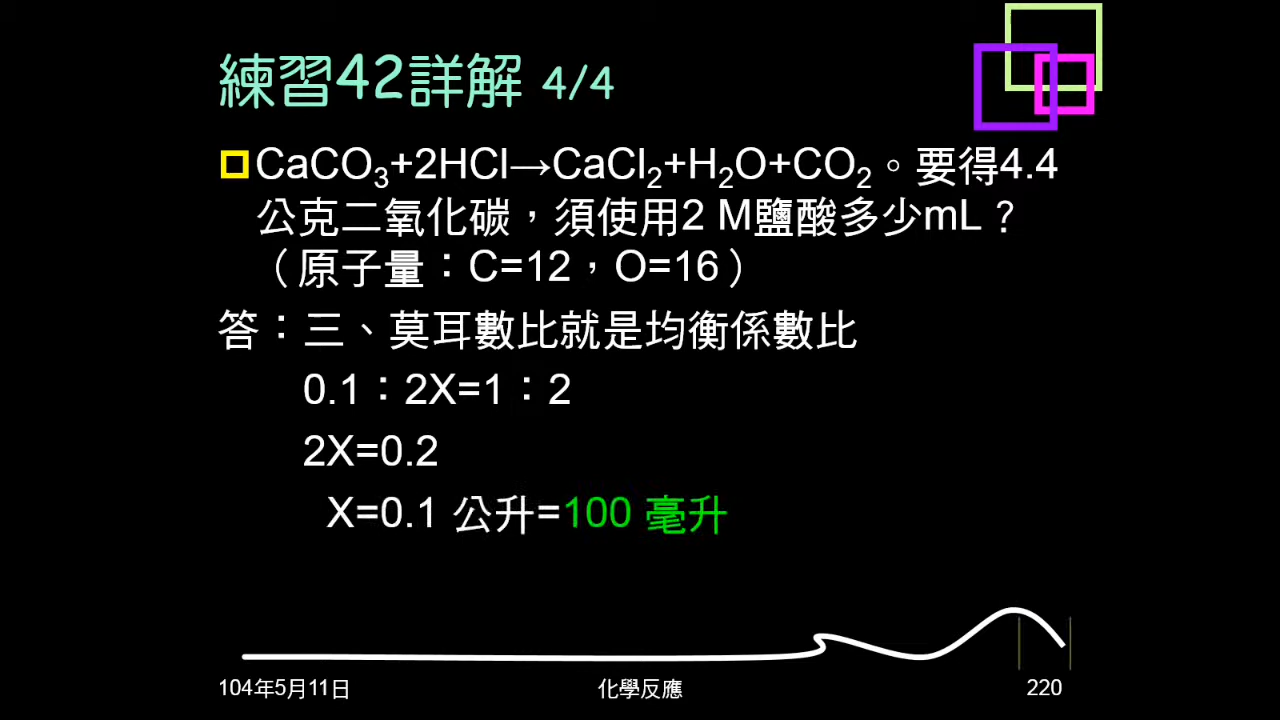 練習42詳解 4/4
CaCO₃+2HCl→CaCl₂+H₂O+CO₂。要得4.4
公克二氧化碳，須使用2 M鹽酸多少mL？
（原子量：C=12，O=16）
答：三、莫耳數比就是均衡係數比
0.1：2X=1：2
2X=0.2
X=0.1 公升=100 毫升
104年5月11日 化學反應 220